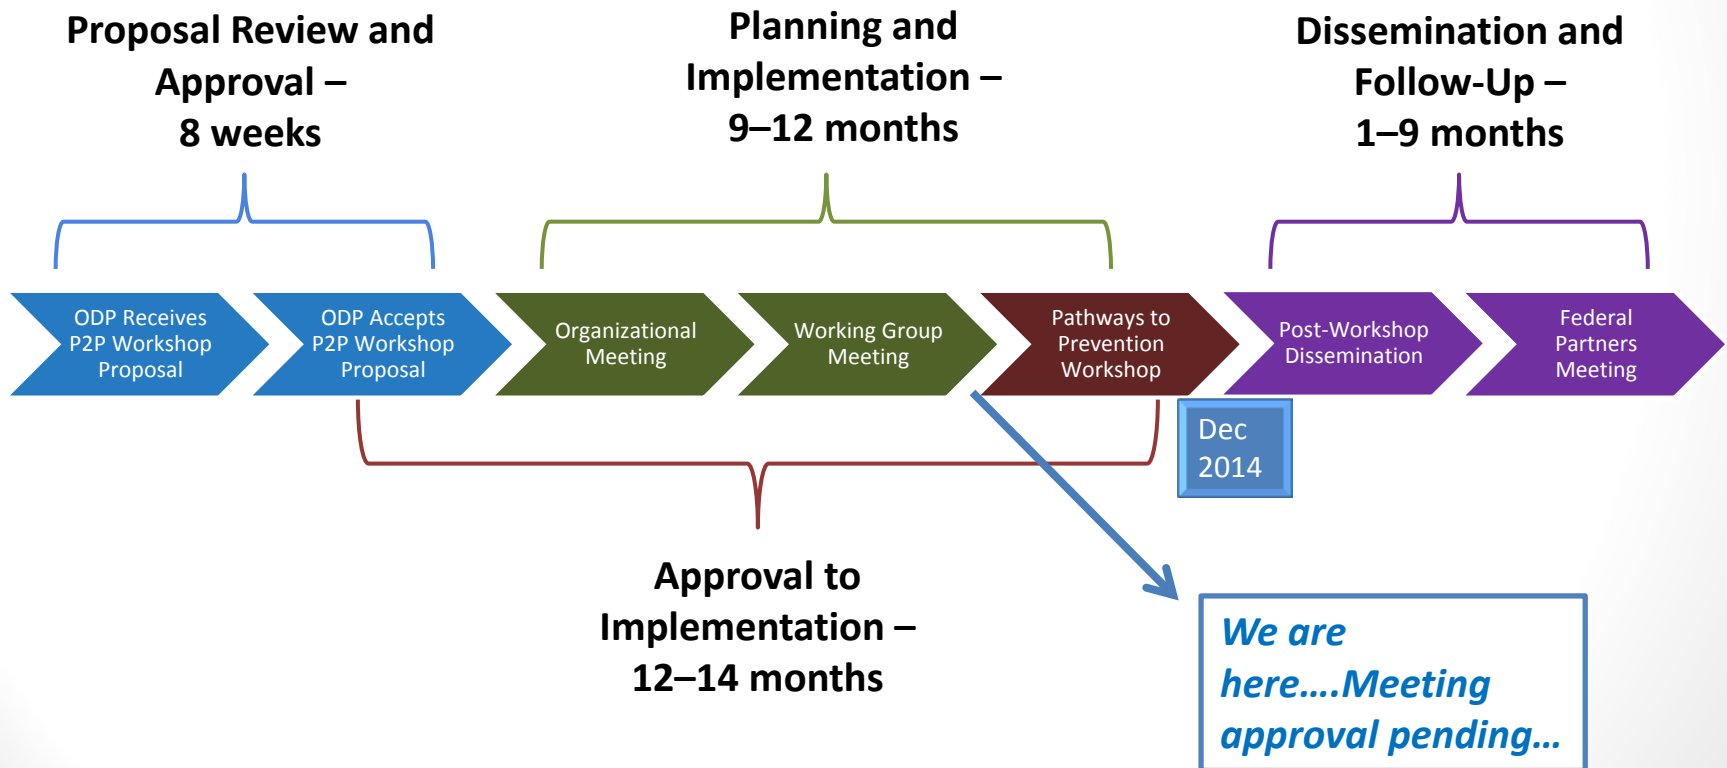 Proposal Review and
Approval –
8 weeks
Planning and
Implementation –
9–12 months
Dissemination and
Follow-Up –
1–9 months
ODP Receives
P2P Workshop
Proposal
ODP Accepts
P2P Workshop
Proposal
Organizational
Meeting
Working Group
Meeting
Pathways to
Prevention
Workshop
Post-Workshop
Dissemination
Federal
Partners
Meeting
Dec
2014
Approval to
Implementation –
12–14 months
We are
here....Meeting
approval pending...